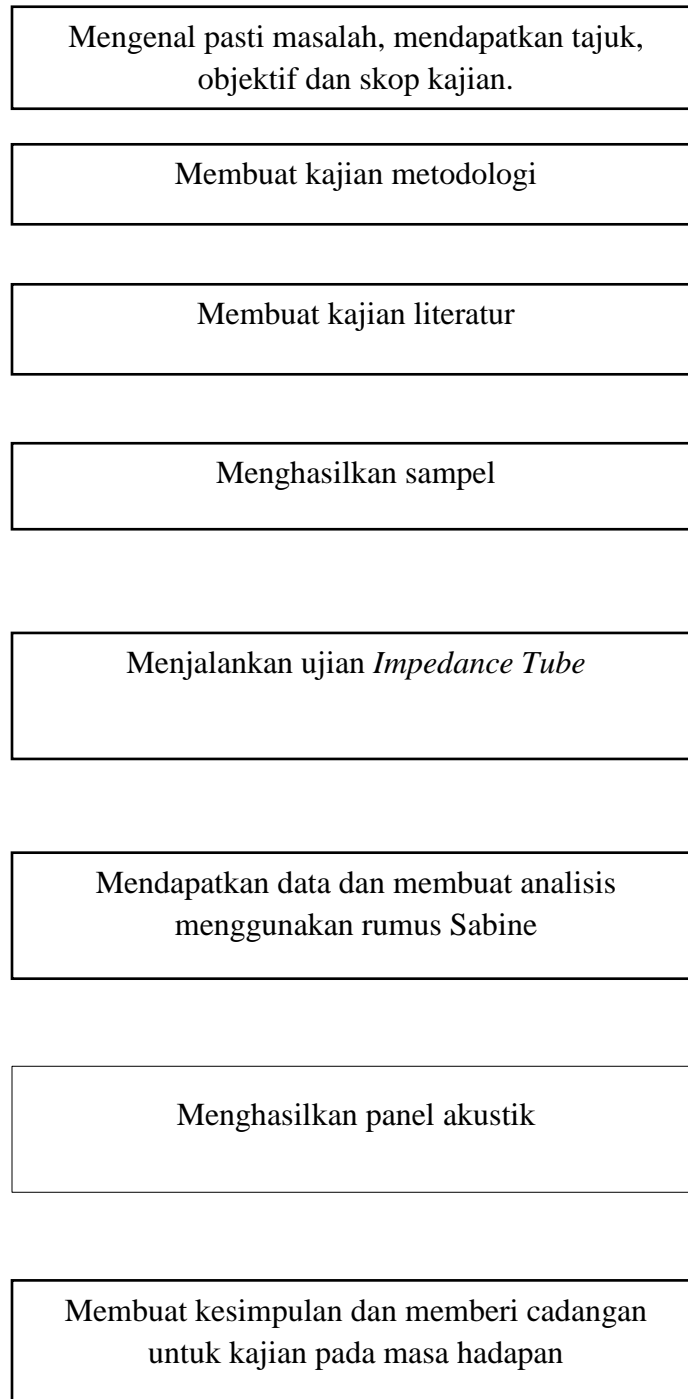 Mengenal pasti masalah, mendapatkan tajuk,
objektif dan skop kajian.
Membuat kajian metodologi
Membuat kajian literatur
Menghasilkan sampel
Menjalankan ujian Impedance Tube
Mendapatkan data dan membuat analisis
menggunakan rumus Sabine
Menghasilkan panel akustik
Membuat kesimpulan dan memberi cadangan
untuk kajian pada masa hadapan